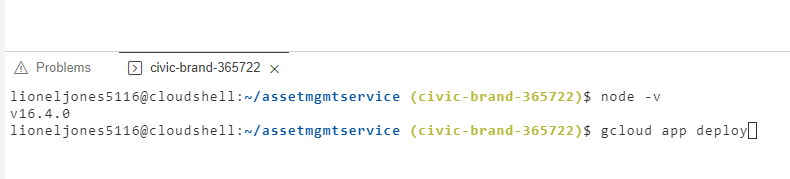 Problems
civic-brand-365722
lioneljones5116@cloudshell:~/assetmgmtservice (civic-brand-365722)$ node -v
v16.4.0
lioneljones5116@cloudshell:~/assetmgmtservice (civic-brand-365722)$ gcloud app deploy